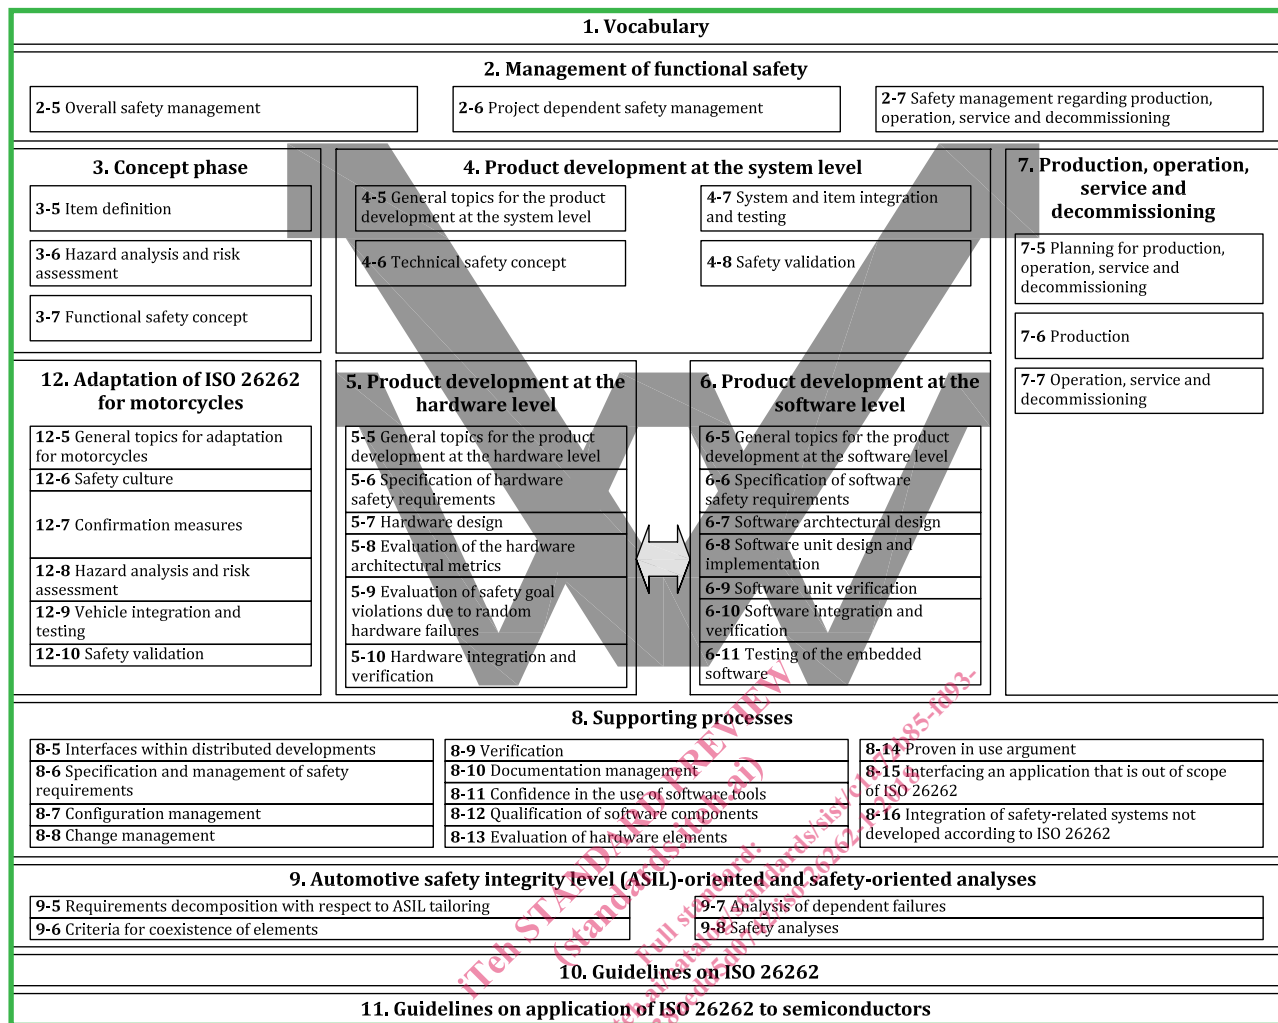 1. Vocabulary
2. Management of functional safety
2-5 Overall safety management
2-6 Project dependent safety management
2-7 Safety management regarding production,
operation, service and decommissioning
3. Concept phase
3-5 Item definition
3-6 Hazard analysis and risk
assessment
3-7 Functional safety concept
4. Product development at the system level
4-5 General topics for the product
development at the system level
4-6 Technical safety concept
4-7 System and item integration
and testing
4-8 Safety validation
7. Production, operation,
service and
decommissioning
7-5 Planning for production,
operation, service and
decommissioning
7-6 Production
7-7 Operation, service and
decommissioning
12. Adaptation of ISO 26262
for motorcycles
12-5 General topics for adaptation
for motorcycles
12-6 Safety culture
12-7 Confirmation measures
12-8 Hazard analysis and risk
assessment
12-9 Vehicle integration and
testing
12-10 Safety validation
5. Product development at the
hardware level
5-5 General topics for the product
development at the hardware level
5-6 Specification of hardware
safety requirements
5-7 Hardware design
5-8 Evaluation of the hardware
architectural metrics
5-9 Evaluation of safety goal
violations due to random
hardware failures
5-10 Hardware integration and
verification
6. Product development at the
software level
6-5 General topics for the product
development at the software level
6-6 Specification of software
safety requirements
6-7 Software archtectural design
6-8 Software unit design and
implementation
6-9 Software unit verification
6-10 Software integration and
verification
6-11 Testing of the embedded
software
8. Supporting processes
8-5 Interfaces within distributed developments
8-6 Specification and management of safety
requirements
8-7 Configuration management
8-8 Change management
8-9 Verification
8-10 Documentation management
8-11 Confidence in the use of software tools
8-12 Qualification of software components
8-13 Evaluation of hardware elements
8-14 Proven in use argument
8-15 Interfacing an application that is out of scope
of ISO 26262
8-16 Integration of safety-related systems not
developed according to ISO 26262
9. Automotive safety integrity level (ASIL)-oriented and safety-oriented analyses
9-5 Requirements decomposition with respect to ASIL tailoring
9-6 Criteria for coexistence of elements
9-7 Analysis of dependent failures
9-8 Safety analyses
10. Guidelines on ISO 26262
11. Guidelines on application of ISO 26262 to semiconductors
iTeh STANDARD PREVIEW
(standards.iteh.ai)
Full standard: